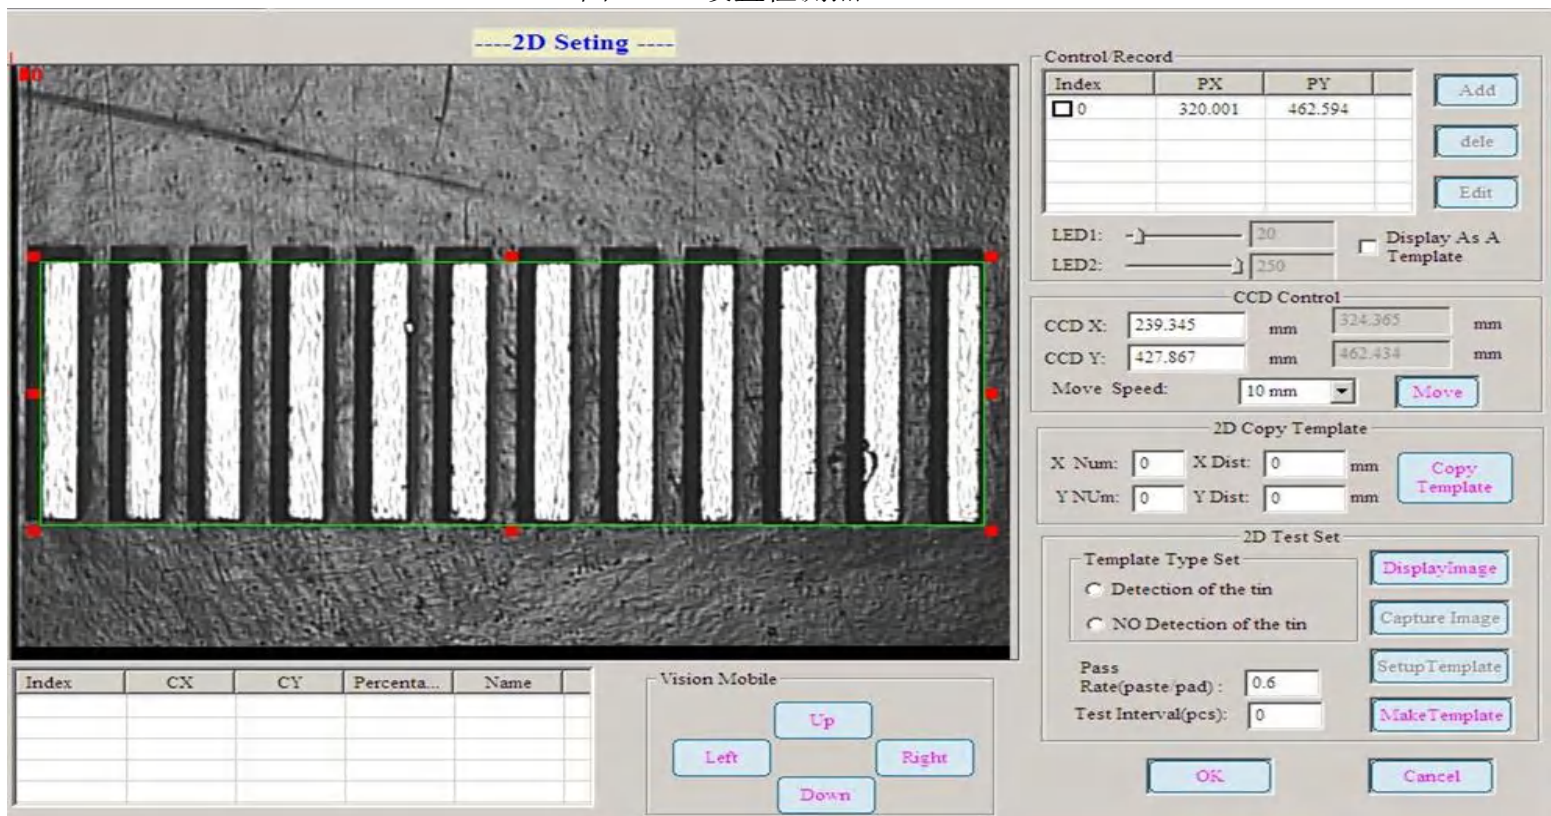 ----2D Seting ----
Control/Record
Index PX PY
0 320.001 462.594
Add
dele
Edit
LED1: 20
LED2: 250
Display As A
Template
CCD Control
CCD X: 239.345 mm 324.365 mm
CCD Y: 427.867 mm 462.434 mm
Move Speed: 10 mm Move
2D Copy Template
X Num: 0 X Dist: 0 mm
Y NUm: 0 Y Dist: 0 mm
Copy
Template
2D Test Set
Template Type Set
Detection of the tin
NO Detection of the tin
DisplayImage
Capture Image
SetupTemplate
MakeTemplate
Pass
Rate(paste/pad) : 0.6
Test Interval(pcs): 0
OK Cancel
Index CX CY Percenta... Name
Vision Mobile
Up
Left Right
Down